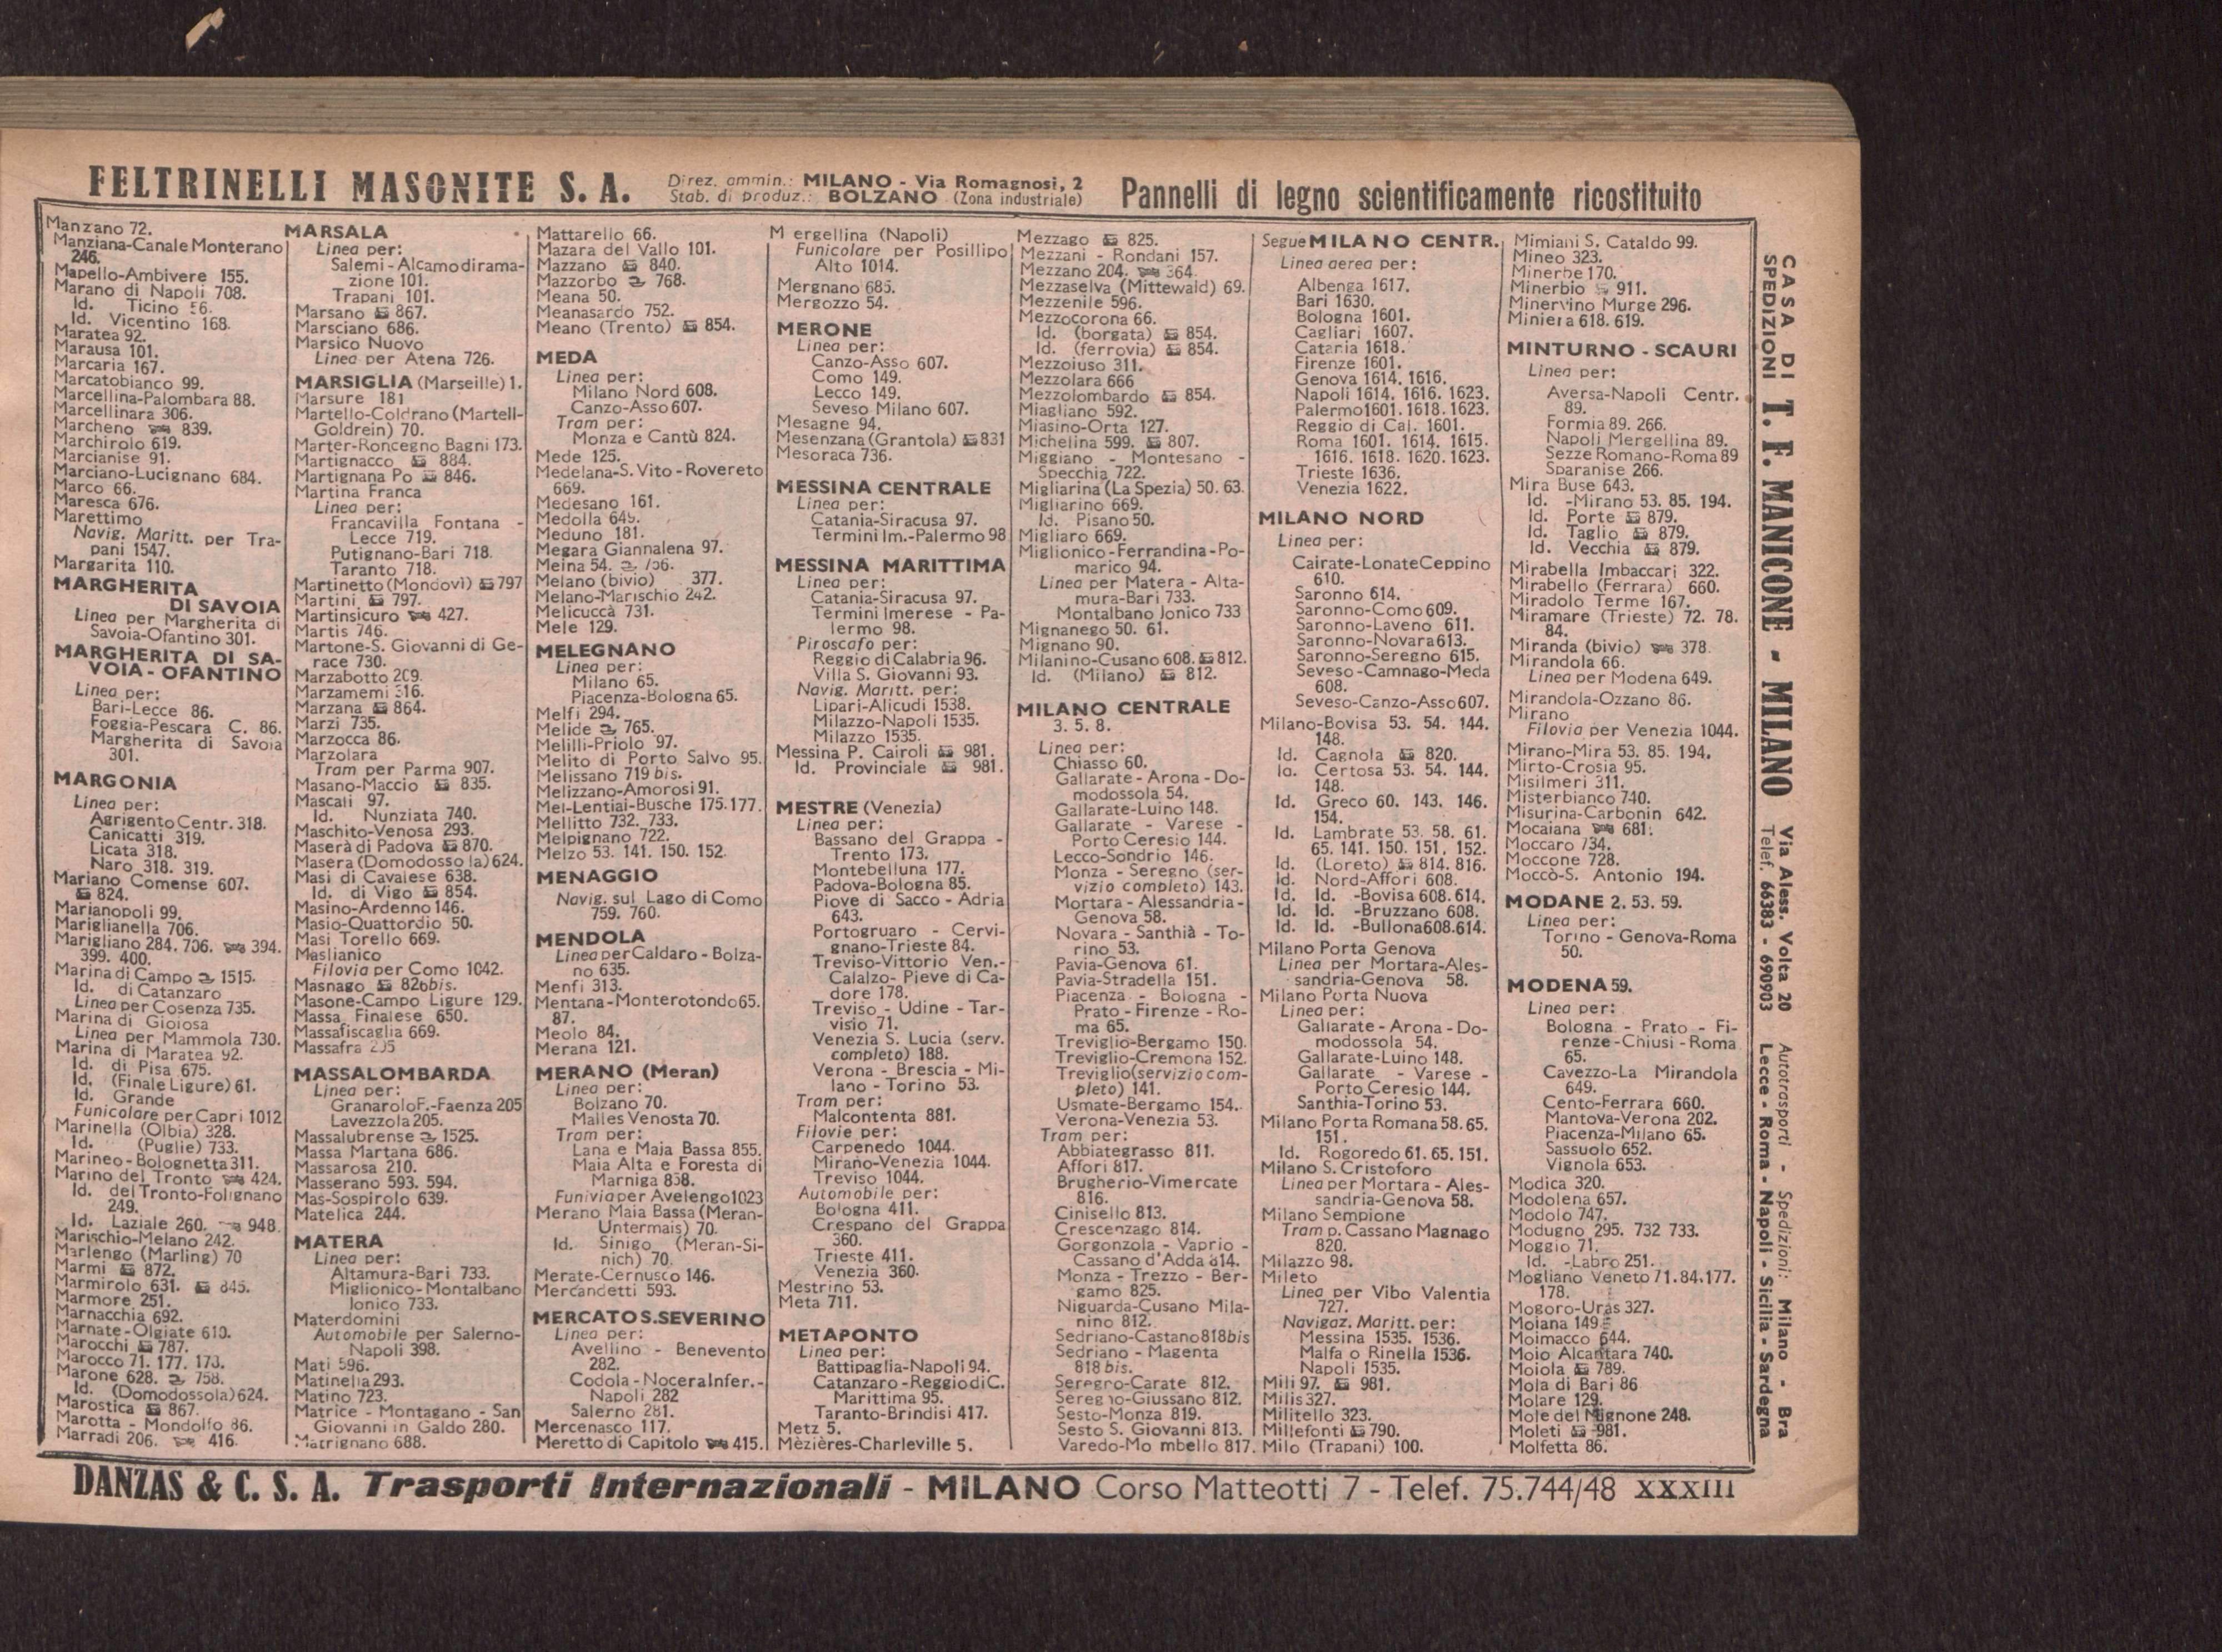 FELTRINELLI MASONITE S. A.
Direz. ammin.: MILANO - Via Romagnosi, 2
Stab. di produz.: BOLZANO (Zona industriale)
Pannelli di legno scientificamente ricostituito
Manzano 72.
Manziana-Canale Monterano
246.
Mapello-Ambivere 155.
Marano di Napoli 708.
Id. Ticino 56.
Id. Vicentino 168.
Maratea 92.
Marausa 101.
Marcaria 167.
Marcatobianco 99.
Marcellina-Palombara 88.
Marcellinara 306.
Marcheno 839.
Marchirolo 619.
Marcianise 91.
Marciano-Lucignano 684.
Marco 66.
Maresca 676.
Marettimo
Navig. Maritt. per Tra-
pani 1547.
Margarita 110.
MARGHERITA
DI SAVOIA
Linea per Margherita di
Savoia-Ofantino 301.
MARGHERITA DI SA-
VOIA - OFANTINO
Linea per:
Bari-Lecce 86.
Foggia-Pescara C. 86.
Margherita di Savoia
301.
MARGONIA
Linea per:
Agrigento Centr. 318.
Canicatti 319.
Licata 318.
Naro 318. 319.
Mariano Comense 607.
824.
Marianopoli 99.
Mariglianella 706.
Marigliano 284. 706. 394.
399. 400.
Marina di Campo 1515.
Id. di Catanzaro
Linea per Cosenza 735.
Marina di Gioiosa
Linea per Mammola 730.
Marina di Maratea 92.
Id. di Pisa 675.
Id. (Finale Ligure) 61.
Id. Grande
Funicolare per Capri 1012
Marinella (Olbia) 328.
Id. (Puglie) 733.
Marineo-Bolognetta 311.
Marino del Tronto 424.
Id. del Tronto-Folignano
249.
Id. Laziale 260. 948.
Marischio-Melano 242.
Marlengo (Marling) 70
Marmi 872.
Marmirolo 631. 845.
Marmore 251.
Marnacchia 692.
Marnate-Olgiate 610.
Marocchi 787.
Marocco 71. 177. 178.
Marone 628. 758.
Id. (Domodossola) 624.
Marostica 867.
Marotta - Mondolfo 86.
Marradi 206. 416.
MARSALA
Linea per:
Salemi - Alcamo dirama-
zione 101.
Trapani 101.
Marsano 867.
Marsciano 686.
Marsico Nuovo
Linea per Atena 726.
MARSIGLIA (Marseille) 1.
Marsure 181
Martello-Coldrano (Martell-
Goldrein) 70.
Marter-Roncegno Bagni 173.
Martignacco 884.
Martignana Po 846.
Martina Franca
Linea per:
Francavilla Fontana -
Lecce 719.
Putignano-Bari 718.
Taranto 718.
Martinetto (Mondovì) 797
Martini 797.
Martinsicuro 427.
Martis 746.
Martone-S. Giovanni di Ge-
race 730.
Marzabotto 209.
Marzamemi 316.
Marzana 864.
Marzi 735.
Marzocca 86.
Marzolara
Tram per Parma 907.
Masano-Maccio 835.
Mascali 97.
Id. Nunziata 740.
Maschito-Venosa 293.
Maserà di Padova 870.
Masera (Domodossola) 624.
Masi di Cavalese 638.
Id. di Vigo 854.
Masino-Ardenno 146.
Masio-Quattordio 50.
Masi Torello 669.
Maslianico
Filovia per Como 1042.
Masnago 826bis.
Masone-Campo Ligure 129.
Massa Finalese 650.
Massafiscaglia 669.
Massafra 295
MASSALOMBARDA
Linea per:
Granarolo F.-Faenza 205
Lavezzola 205.
Massalubrense 1525.
Massa Martana 686.
Massarosa 210.
Masserano 593. 594.
Mas-Sospirolo 639.
Matelica 244.
MATERA
Linea per:
Altamura-Bari 733.
Miglionico-Montalbano
Ionico 733.
Materdomini
Automobile per Salerno-
Napoli 398.
Mati 596.
Matinella 293.
Matino 723.
Matrice - Montagano - San
Giovanni in Galdo 280.
Matrignano 688.
Mattarello 66.
Mazara del Vallo 101.
Mazzano 840.
Mazzorbo 768.
Meana 50.
Meanasardo 752.
Meano (Trento) 854.
MEDA
Linea per:
Milano Nord 608.
Canzo-Asso 607.
Tram per:
Monza e Cantù 824.
Mede 125.
Medelana-S. Vito - Rovereto
669.
Medesano 161.
Medolla 649.
Meduno 181.
Megara Giannalena 97.
Meina 54. 756.
Melano (bivio) 377.
Melano-Marischio 242.
Melicuccà 731.
Mele 129.
MELEGNANO
Linea per:
Milano 65.
Piacenza-Bologna 65.
Melfi 294.
Melide 765.
Melilli-Priolo 97.
Melito di Porto Salvo 95.
Melissano 719 bis.
Melizzano-Amorosi 91.
Mel-Lentiai-Busche 175. 177.
Mellitto 732. 733.
Melpignano 722.
Melzo 53. 141. 150. 152.
MENAGGIO
Navig. sul Lago di Como
759. 760.
MENDOLA
Linea per Caldaro - Bolza-
no 635.
Menfi 313.
Mentana-Monterotondo 65.
87.
Meolo 84.
Merana 121.
MERANO (Meran)
Linea per:
Bolzano 70.
Malles Venosta 70.
Tram per:
Lana e Maia Bassa 855.
Maia Alta e Foresta di
Marniga 858.
Funivia per Avelengo 1023
Merano Maia Bassa (Meran-
Untermais) 70.
Id. Sinigo (Meran-Si-
nich) 70.
Merate-Cernusco 146.
Mercandetti 593.
MERCATO S. SEVERINO
Linea per:
Avellino - Benevento
282.
Codola - Nocera Infer.-
Napoli 282
Salerno 281.
Mercenasco 117.
Meretto di Capitolo 415.
Mergellina (Napoli)
Funicolare per Posillipo
Alto 1014.
Mergnano 685.
Mergozzo 54.
MERONE
Linea per:
Canzo-Asso 607.
Como 149.
Lecco 149.
Seveso Milano 607.
Mesagne 94.
Mesenzana (Grantola) 831
Mesoraca 736.
MESSINA CENTRALE
Linea per:
Catania-Siracusa 97.
Termini Im.-Palermo 98
MESSINA MARITTIMA
Linea per:
Catania-Siracusa 97.
Termini Imerese - Pa-
lermo 98.
Piroscafo per:
Reggio di Calabria 96.
Villa S. Giovanni 93.
Navig. Maritt. per:
Lipari-Alicudi 1538.
Milazzo-Napoli 1535.
Milazzo 1535.
Messina P. Cairoli 981.
Id. Provinciale 981.
MESTRE (Venezia)
Linea per:
Bassano del Grappa -
Trento 173.
Montebelluna 177.
Padova-Bologna 85.
Piove di Sacco - Adria
643.
Portogruaro - Cervi-
gnano-Trieste 84.
Treviso-Vittorio Ven.-
Calalzo- Pieve di Ca-
dore 178.
Treviso - Udine - Tar-
visio 71.
Venezia S. Lucia (serv.
completo) 188.
Verona - Brescia - Mi-
lano - Torino 53.
Tram per:
Malcontenta 881.
Filovie per:
Carpenedo 1044.
Mirano-Venezia 1044.
Treviso 1044.
Automobile per:
Bologna 411.
Crespano del Grappa
360.
Trieste 411.
Venezia 360.
Mestrino 53.
Meta 711.
METAPONTO
Linea per:
Battipaglia-Napoli 94.
Catanzaro - Reggio di C.
Marittima 95.
Taranto-Brindisi 417.
Metz 5.
Mèzières-Charleville 5.
Mezzago 825.
Mezzani - Rondani 157.
Mezzano 204. 364.
Mezzaselva (Mittewald) 69.
Mezzenile 596.
Mezzocorona 66.
Id. (borgata) 854.
Id. (ferrovia) 854.
Mezzoiuso 311.
Mezzolara 666
Mezzolombardo 854.
Miagliano 592.
Miasino-Orta 127.
Michelina 599. 807.
Miggiano - Montesano -
Specchia 722.
Migliarina (La Spezia) 50. 63.
Migliarino 669.
Id. Pisano 50.
Migliaro 669.
Miglionico-Ferrandina-Po-
marico 94.
Linea per Matera - Alta-
mura-Bari 733.
Montalbano Jonico 733
Mignanego 50. 61.
Mignano 90.
Milanino-Cusano 608. 812.
Id. (Milano) 812.
MILANO CENTRALE
3. 5. 8.
Linea per:
Chiasso 60.
Gallarate - Arona - Do-
modossola 54.
Gallarate-Luino 148.
Gallarate - Varese -
Porto Ceresio 144.
Lecco-Sondrio 146.
Monza - Seregno (ser-
vizio completo) 143.
Mortara - Alessandria -
Genova 58.
Novara - Santhià - To-
rino 53.
Pavia-Genova 61.
Pavia-Stradella 151.
Piacenza - Bologna -
Prato - Firenze - Ro-
ma 65.
Treviglio-Bergamo 150.
Treviglio-Cremona 152.
Treviglio (servizio com-
pleto) 141.
Usmate-Bergamo 154.
Verona-Venezia 53.
Tram per:
Abbiategrasso 811.
Affori 817.
Brugherio-Vimercate
816.
Cinisello 813.
Crescenzago 814.
Gorgonzola - Vaprio -
Cassano d'Adda 814.
Monza - Trezzo - Ber-
gamo 825.
Niguarda-Cusano Mila-
nino 812.
Sedriano-Castano 818bis
Sedriano - Magenta
818 bis.
Seregno-Carate 812.
Seregno-Giussano 812.
Sesto-Monza 819.
Sesto S. Giovanni 813.
Varedo-Mombello 817.
Segue MILANO CENTR.
Linea aerea per:
Albenga 1617.
Bari 1630.
Bologna 1601.
Cagliari 1607.
Catania 1618.
Firenze 1601.
Genova 1614. 1616.
Napoli 1614. 1616. 1623.
Palermo 1601. 1618. 1623.
Reggio di Cal. 1601.
Roma 1601. 1614. 1615.
1616. 1618. 1620. 1623.
Trieste 1636.
Venezia 1622.
MILANO NORD
Linea per:
Cairate-Lonate Ceppino
610.
Saronno 614.
Saronno-Como 609.
Saronno-Laveno 611.
Saronno-Novara 613.
Saronno-Seregno 615.
Seveso-Camnago-Meda
608.
Seveso-Canzo-Asso 607.
Milano-Bovisa 53. 54. 144.
148.
Id. Cagnola 820.
Id. Certosa 53. 54. 144.
148.
Id. Greco 60. 143. 146.
154.
Id. Lambrate 53. 58. 61.
65. 141. 150. 151. 152.
Id. (Loreto) 814. 816.
Id. Nord-Affori 608.
Id. Id. -Bovisa 608. 614.
Id. Id. -Bruzzano 608.
Id. Id. -Bullona 608. 614.
Milano Porta Genova
Linea per Mortara-Ales-
sandria-Genova 58.
Milano Porta Nuova
Linea per:
Gallarate - Arona - Do-
modossola 54.
Gallarate-Luino 148.
Gallarate - Varese -
Porto Ceresio 144.
Santhia-Torino 53.
Milano Porta Romana 58. 65.
151.
Id. Rogoredo 61. 65. 151.
Milano S. Cristoforo
Linea per Mortara - Ales-
sandria-Genova 58.
Milano Sempione
Tram p. Cassano Magnago
820.
Milazzo 98.
Mileto
Linea per Vibo Valentia
727.
Navigaz. Maritt. per:
Messina 1535. 1536.
Malfa o Rinella 1536.
Napoli 1535.
Mili 97. 981.
Milis 327.
Militello 323.
Millefonti 790.
Milo (Trapani) 100.
Mimiani S. Cataldo 99.
Mineo 323.
Minerbe 170.
Minerbio 911.
Minervino Murge 296.
Miniera 618. 619.
MINTURNO - SCAURI
Linea per:
Aversa-Napoli Centr.
89.
Formia 89. 266.
Napoli Mergellina 89.
Sezze Romano-Roma 89
Sparanise 266.
Mira Buse 643.
Id. -Mirano 53. 85. 194.
Id. Porte 879.
Id. Taglio 879.
Id. Vecchia 879.
Mirabella Imbaccari 322.
Mirabello (Ferrara) 660.
Miradolo Terme 167.
Miramare (Trieste) 72. 78.
84.
Miranda (bivio) 378.
Mirandola 66.
Linea per Modena 649.
Mirandola-Ozzano 86.
Mirano
Filovia per Venezia 1044.
Mirano-Mira 53. 85. 194.
Mirto-Crosia 95.
Misilmeri 311.
Misterbianco 740.
Misurina-Carbonin 642.
Mocaiana 681.
Moccaro 734.
Moccone 728.
Moccò-S. Antonio 194.
MODANE 2. 53. 59.
Linea per:
Torino - Genova-Roma
50.
MODENA 59.
Linea per:
Bologna - Prato - Fi-
renze-Chiusi-Roma
65.
Cavezzo-La Mirandola
649.
Cento-Ferrara 660.
Mantova-Verona 202.
Piacenza-Milano 65.
Sassuolo 652.
Vignola 653.
Modica 320.
Modolena 657.
Modolo 747.
Modugno 295. 732 733.
Moggio 71.
Id. -Labro 251.
Mogliano Veneto 71. 84. 177.
178.
Mogoro-Uras 327.
Moiana 149
Moimacco 644.
Moio Alcantara 740.
Moiola 789.
Mola di Bari 86
Molare 129.
Mole del Mignone 248.
Moleti 981.
Molfetta 86.
CASA DI SPEDIZIONI T. F. MANICONE - MILANO
Via Aless. Volta 20
Telef. 66383 - 690903
Autotrasporti - Spedizioni: Milano - Bra
Lecce - Roma - Napoli - Sicilia - Sardegna
DANZAS & C. S. A. Trasporti Internazionali - MILANO Corso Matteotti 7 - Telef. 75.744/48 XXXIII